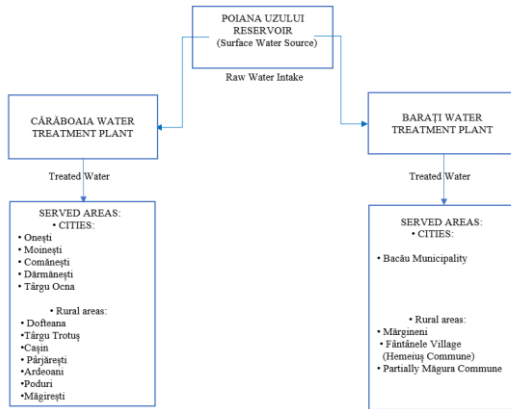 POIANA UZULUI
RESERVOIR
(Surface Water Source)
Raw Water Intake
CĂRĂBOAIA WATER
TREATMENT PLANT
Treated Water
SERVED AREAS:
• CITIES:
• Onești
• Moinești
• Comănești
• Dărmănești
• Târgu Ocna
• Rural areas:
• Dofteana
• Târgu Trotuș
• Cașin
• Pârjărești
• Ardeoani
• Poduri
• Măgirești
BARAȚI WATER
TREATMENT PLANT
Treated Water
SERVED AREAS:
• CITIES:
• Bacău Municipality
• Rural areas:
• Mărgineni
• Fântânele Village
(Hemeiuș Commune)
• Partially Măgura Commune